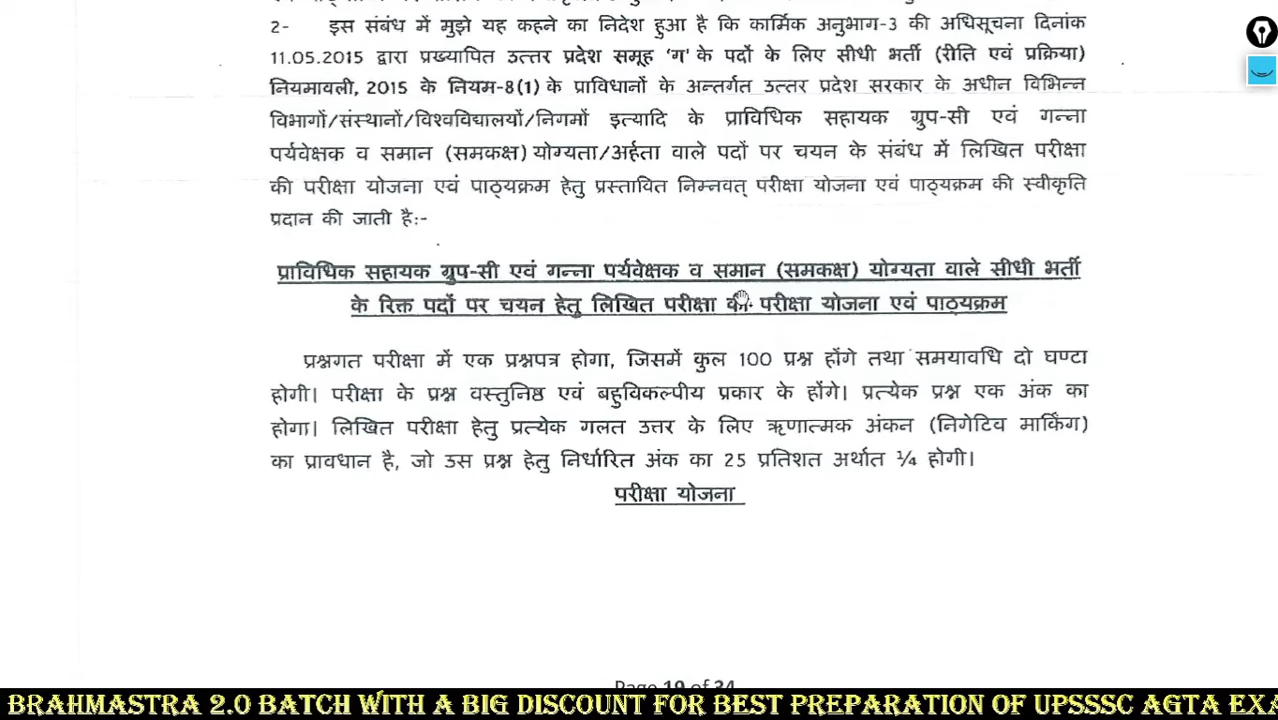 2- इस संबंध में मुझे यह कहने का निदेश हुआ है कि कार्मिक अनुभाग-3 की अधिसूचना दिनांक
11.05.2015 द्वारा प्रख्यापित उत्तर प्रदेश समूह 'ग' के पदों के लिए सीधी भर्ती (रीति एवं प्रक्रिया)
नियमावली, 2015 के नियम-8(1) के प्राविधानों के अन्तर्गत उत्तर प्रदेश सरकार के अधीन विभिन्न
विभागों/संस्थानों/विश्वविद्यालयों/निगमों इत्यादि के प्राविधिक सहायक ग्रुप-सी एवं गन्ना
पर्यवेक्षक व समान (समकक्ष) योग्यता/अर्हता वाले पदों पर चयन के संबंध में लिखित परीक्षा
की परीक्षा योजना एवं पाठ्यक्रम हेतु प्रस्तावित निम्नवत् परीक्षा योजना एवं पाठ्यक्रम की स्वीकृति
प्रदान की जाती है:-
प्राविधिक सहायक ग्रुप-सी एवं गन्ना पर्यवेक्षक व समान (समकक्ष) योग्यता वाले सीधी भर्ती
के रिक्त पदों पर चयन हेतु लिखित परीक्षा की परीक्षा योजना एवं पाठ्यक्रम
प्रश्नगत परीक्षा में एक प्रश्नपत्र होगा, जिसमें कुल 100 प्रश्न होंगे तथा समयावधि दो घण्टा
होगी। परीक्षा के प्रश्न वस्तुनिष्ठ एवं बहुविकल्पीय प्रकार के होंगे। प्रत्येक प्रश्न एक अंक का
होगा। लिखित परीक्षा हेतु प्रत्येक गलत उत्तर के लिए ऋणात्मक अंकन (निगेटिव मार्किंग)
का प्रावधान है, जो उस प्रश्न हेतु निर्धारित अंक का 25 प्रतिशत अर्थात ¼ होगी।
परीक्षा योजना
Page 19 of 34
BRAHMASTRA 2.0 BATCH WITH A BIG DISCOUNT FOR BEST PREPARATION OF UPSSSC AGTA EXA